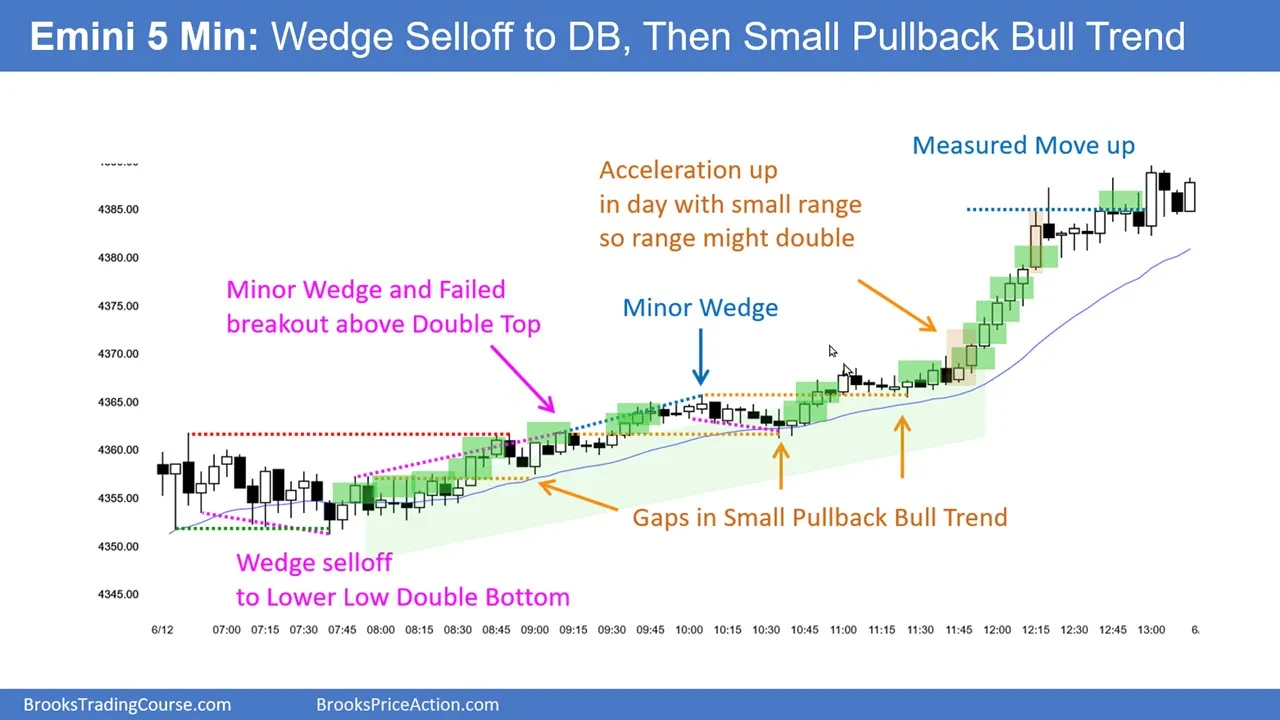 Emini 5 Min: Wedge Selloff to DB, Then Small Pullback Bull Trend
Measured Move up
Acceleration up
in day with small range
so range might double
Minor Wedge and Failed
breakout above Double Top
Minor Wedge
Gaps in Small Pullback Bull Trend
Wedge selloff
to Lower Low Double Bottom
4385.00
4380.00
4375.00
4370.00
4365.00
4360.00
4355.00
4350.00
4345.00
6/12 07:00 07:15 07:30 07:45 08:00 08:15 08:30 08:45 09:00 09:15 09:30 09:45 10:00 10:15 10:30 10:45 11:00 11:15 11:30 11:45 12:00 12:15 12:30 12:45 13:00
BrooksTradingCourse.com BrooksPriceAction.com